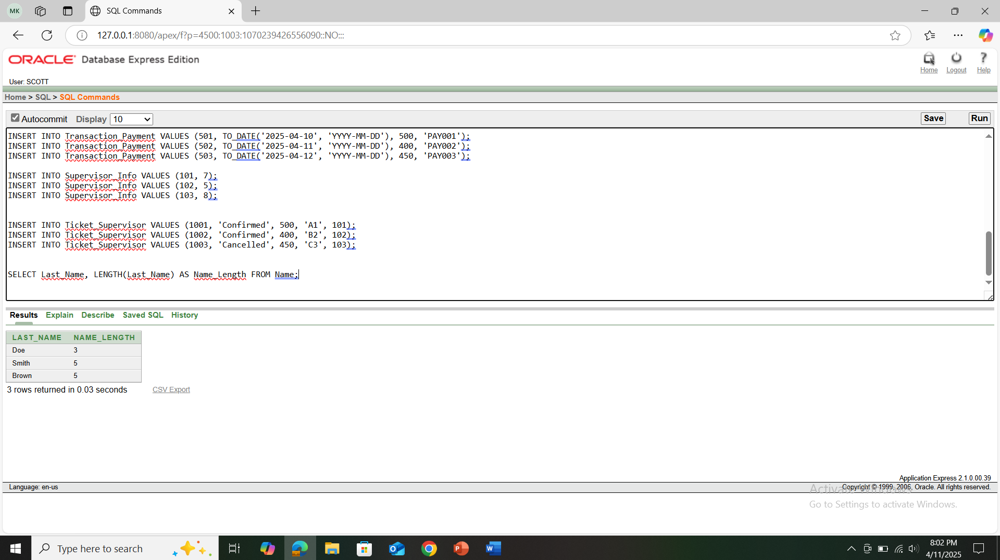 MK
SQL Commands
127.0.0.1:8080/apex/f?p=4500:1003:1070239426556090::NO:::
ORACLE Database Express Edition
Home Logout Help
User: SCOTT
Home > SQL > SQL Commands
Autocommit Display 10 Save Run
INSERT INTO Transaction_Payment VALUES (501, TO_DATE('2025-04-10', 'YYYY-MM-DD'), 500, 'PAY001');
INSERT INTO Transaction_Payment VALUES (502, TO_DATE('2025-04-11', 'YYYY-MM-DD'), 400, 'PAY002');
INSERT INTO Transaction_Payment VALUES (503, TO_DATE('2025-04-12', 'YYYY-MM-DD'), 450, 'PAY003');
INSERT INTO Supervisor_Info VALUES (101, 7);
INSERT INTO Supervisor_Info VALUES (102, 5);
INSERT INTO Supervisor_Info VALUES (103, 8);
INSERT INTO Ticket_Supervisor VALUES (1001, 'Confirmed', 500, 'A1', 101);
INSERT INTO Ticket_Supervisor VALUES (1002, 'Confirmed', 400, 'B2', 102);
INSERT INTO Ticket_Supervisor VALUES (1003, 'Cancelled', 450, 'C3', 103);
SELECT Last_Name, LENGTH(Last_Name) AS Name_Length FROM Name;
Results Explain Describe Saved SQL History
LAST_NAME NAME_LENGTH
Doe 3
Smith 5
Brown 5
3 rows returned in 0.03 seconds CSV Export
Application Express 2.1.0.00.39
Language: en-us Copyright © 1999, 2006, Oracle. All rights reserved.
Activate Windows
Go to Settings to activate Windows.
Type here to search
8:02 PM
4/11/2025